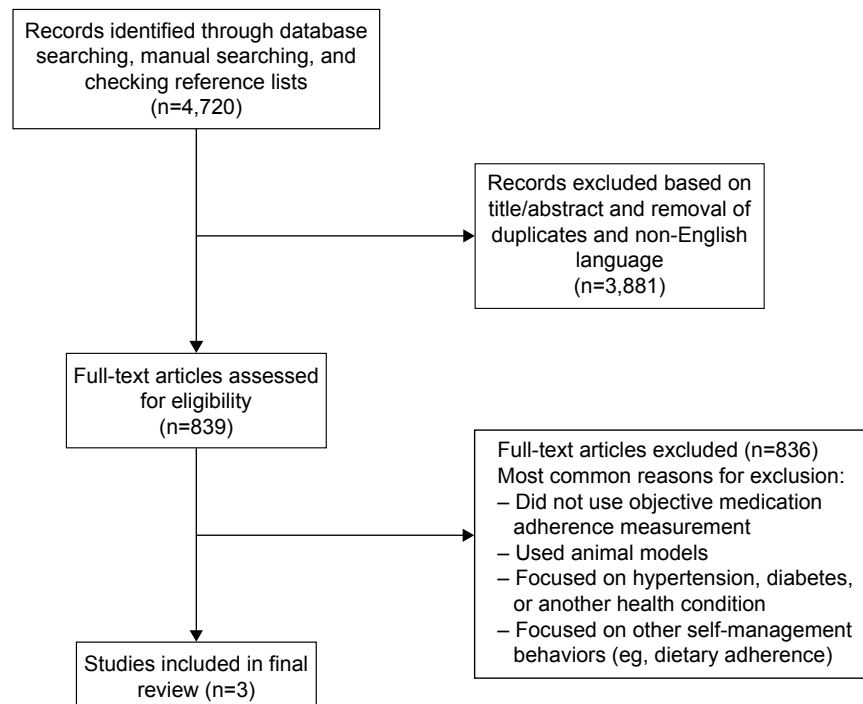 Records identified through database
searching, manual searching, and
checking reference lists
(n=4,720)
Records excluded based on
title/abstract and removal of
duplicates and non-English
language
(n=3,881)
Full-text articles assessed
for eligibility
(n=839)
Full-text articles excluded (n=836)
Most common reasons for exclusion:
– Did not use objective medication
adherence measurement
– Used animal models
– Focused on hypertension, diabetes,
or another health condition
– Focused on other self-management
behaviors (eg, dietary adherence)
Studies included in final
review (n=3)